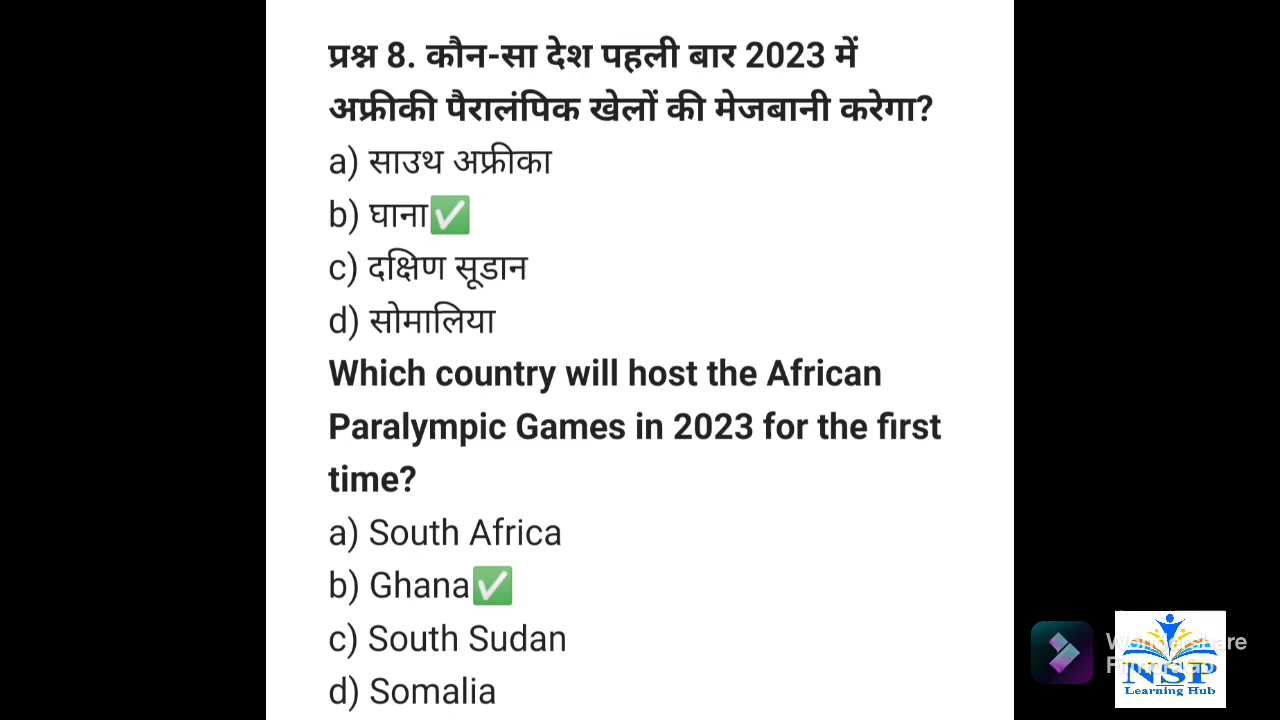 प्रश्न 8. कौन-सा देश पहली बार 2023 में
अफ्रीकी पैरालंपिक खेलों की मेजबानी करेगा?
a) साउथ अफ्रीका
b) घाना✅
c) दक्षिण सूडान
d) सोमालिया
Which country will host the African
Paralympic Games in 2023 for the first
time?
a) South Africa
b) Ghana✅
c) South Sudan
d) Somalia
Wondershare
NSP
Learning Hub